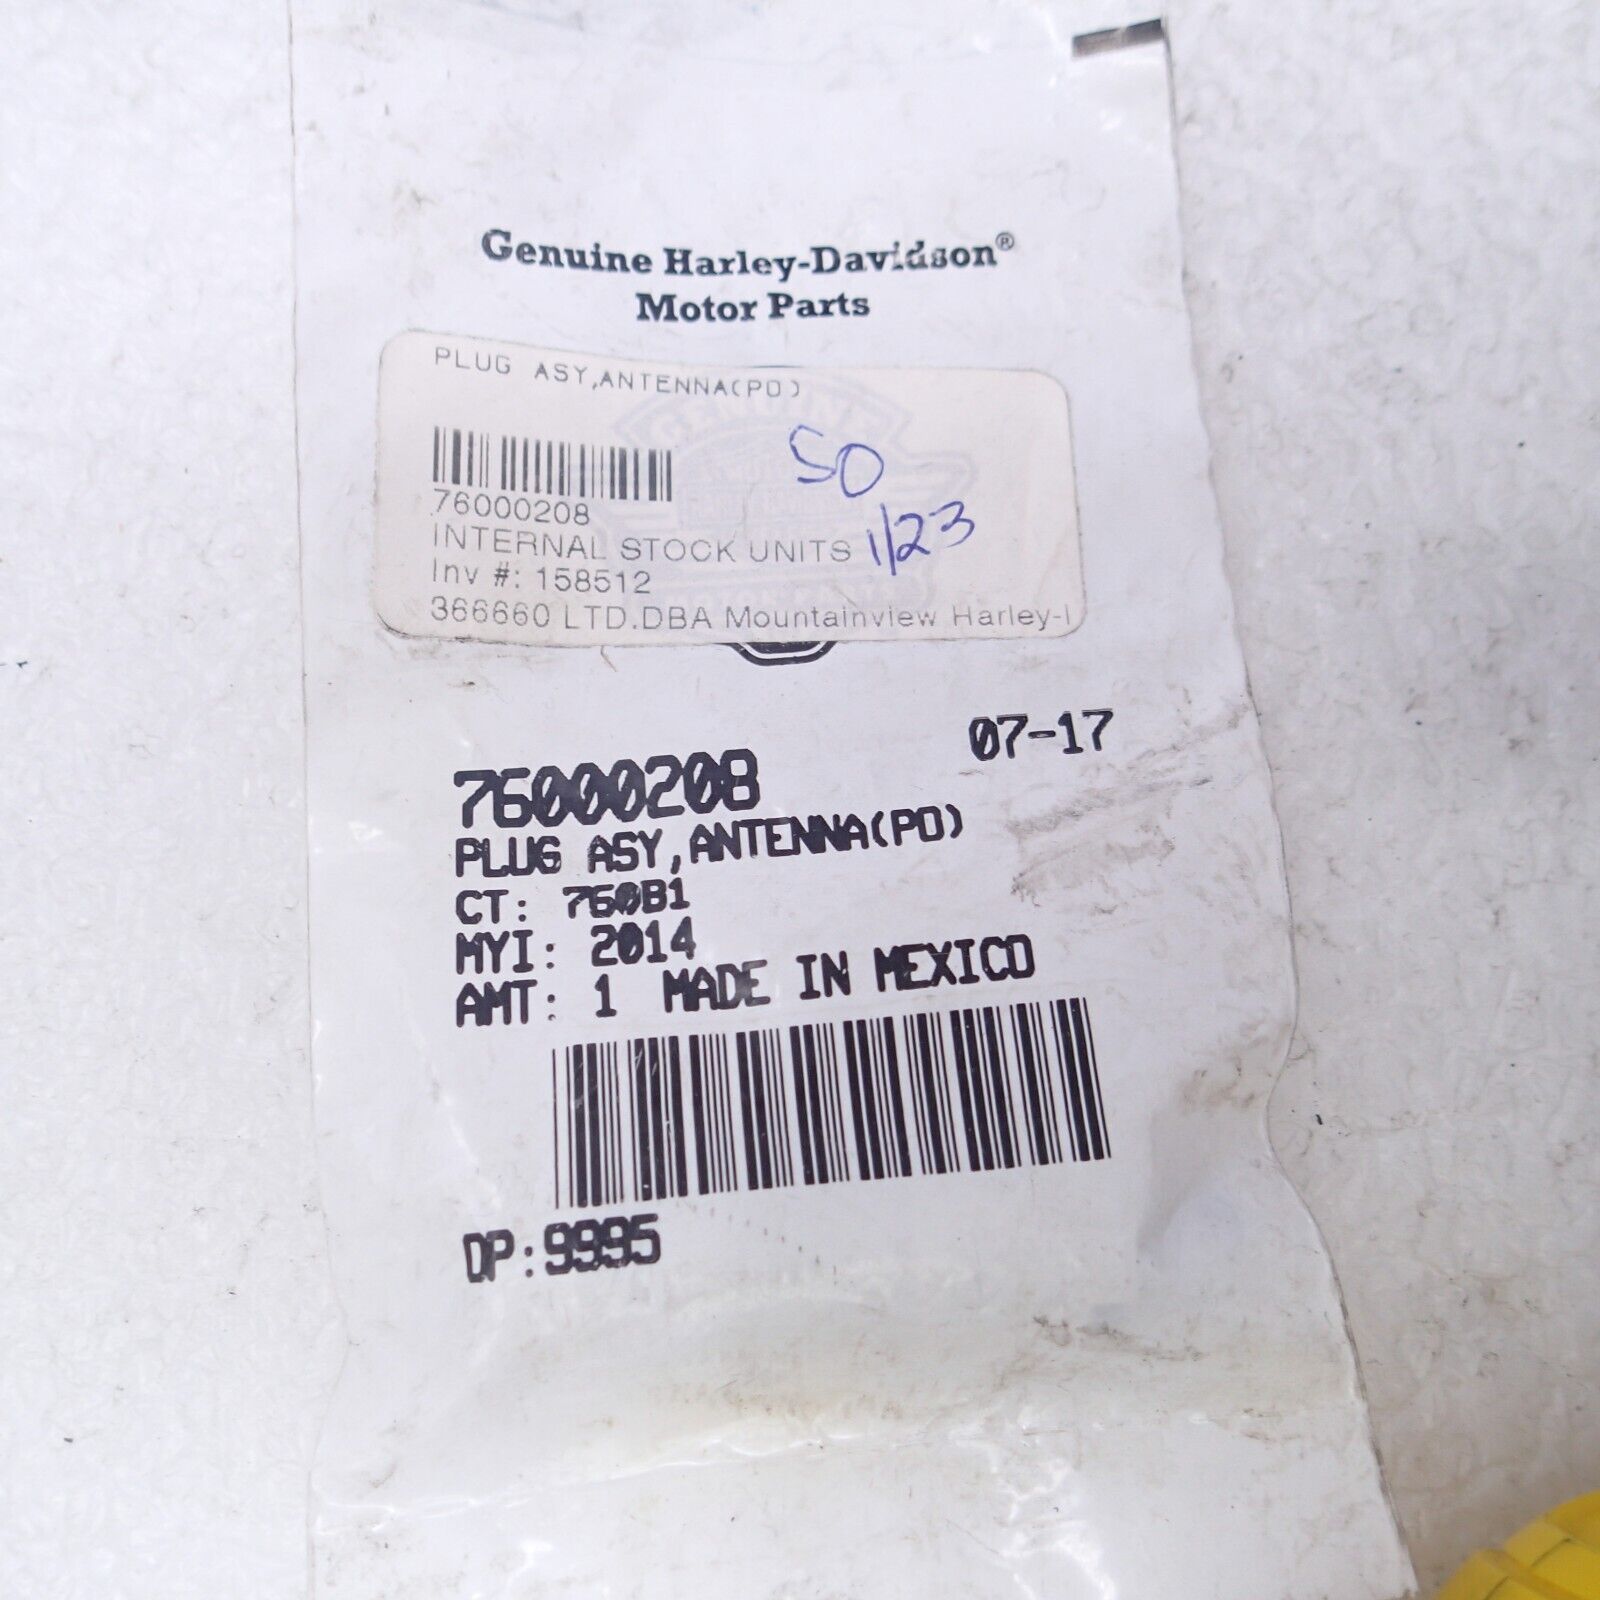 Genuine Harley-Davidson®
Motor Parts
PLUG ASY,ANTENNA(PD)
SO
76000208
INTERNAL STOCK UNITS 1/23
Inv #: 158512
366660 LTD.DBA Mountainview Harley-
07-17
76000208
PLUG ASY,ANTENNA(PD)
CT: 760B1
MYI: 2014
AMT: 1 MADE IN MEXICO
DP:9995